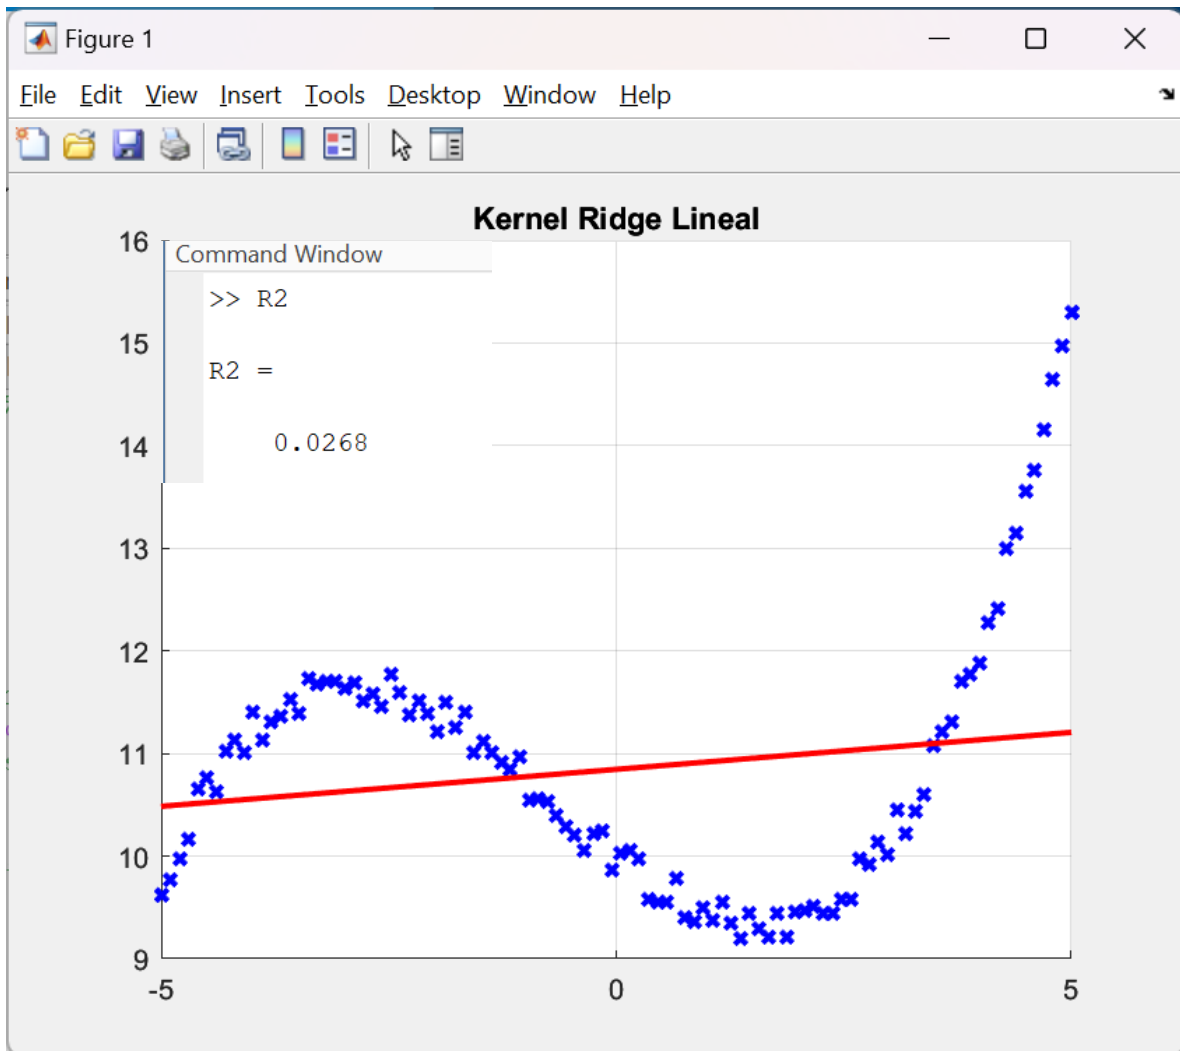 Figure 1
File Edit View Insert Tools Desktop Window Help
Kernel Ridge Lineal
Command Window
>> R2
R2 =
0.0268
16
15
14
13
12
11
10
9
-5 0 5